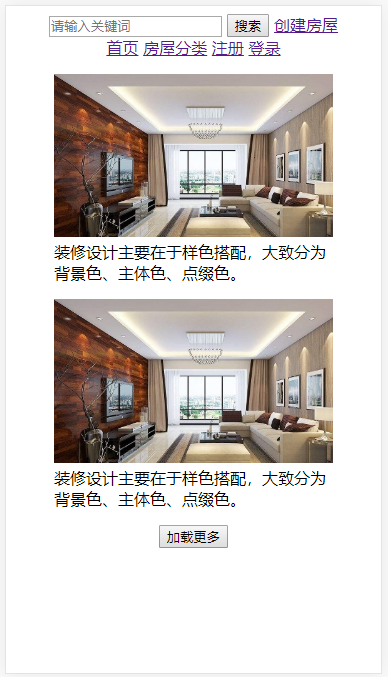 请输入关键词 搜索 创建房屋
首页 房屋分类 注册 登录
装修设计主要在于样色搭配，大致分为
背景色、主体色、点缀色。
装修设计主要在于样色搭配，大致分为
背景色、主体色、点缀色。
加载更多